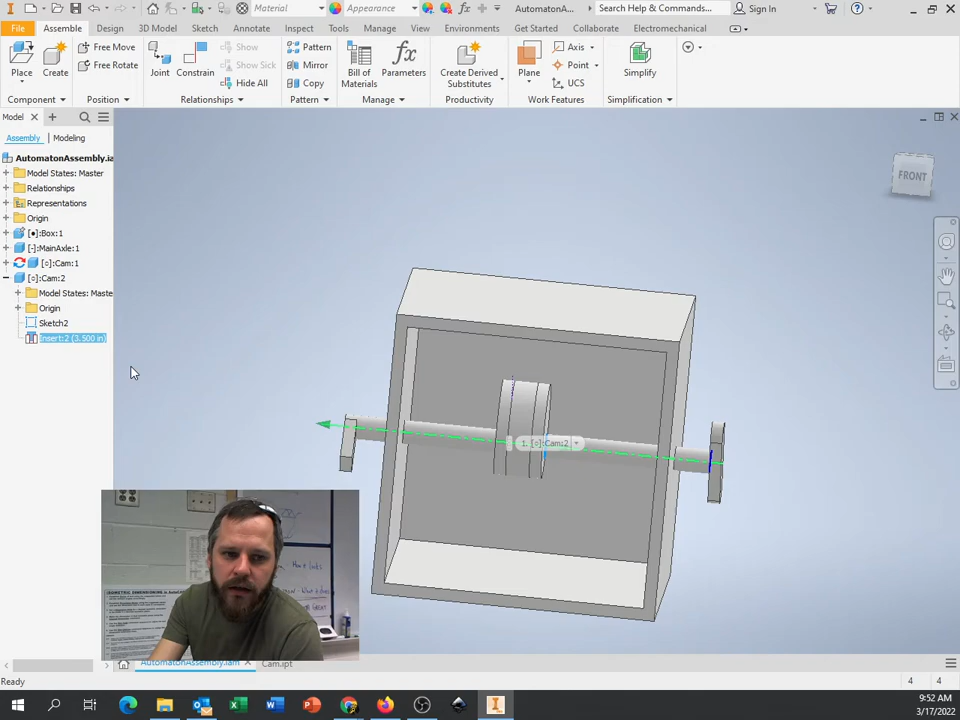 Material
Appearance
AutomatonA...
Search Help & Commands...
Sign In
File
Assemble
Design
3D Model
Sketch
Annotate
Inspect
Tools
Manage
View
Environments
Get Started
Collaborate
Electromechanical
Place
Create
Free Move
Free Rotate
Joint
Constrain
Show
Show Sick
Hide All
Pattern
Mirror
Copy
Bill of
Materials
Parameters
Create Derived
Substitutes
Plane
Axis
Point
UCS
Simplify
Component
Position
Relationships
Pattern
Manage
Productivity
Work Features
Simplification
Model
Assembly
Modeling
AutomatonAssembly.ia
Model States: Master
Relationships
Representations
Origin
[●]:Box:1
[-]:MainAxle:1
[○]:Cam:1
[○]:Cam:2
Model States: Maste
Origin
Sketch2
Insert:2 (3.500 in)
FRONT
1. [○]:Cam:2
AutomatonAssembly.iam
Cam.ipt
Ready
4
4
9:52 AM
3/17/2022